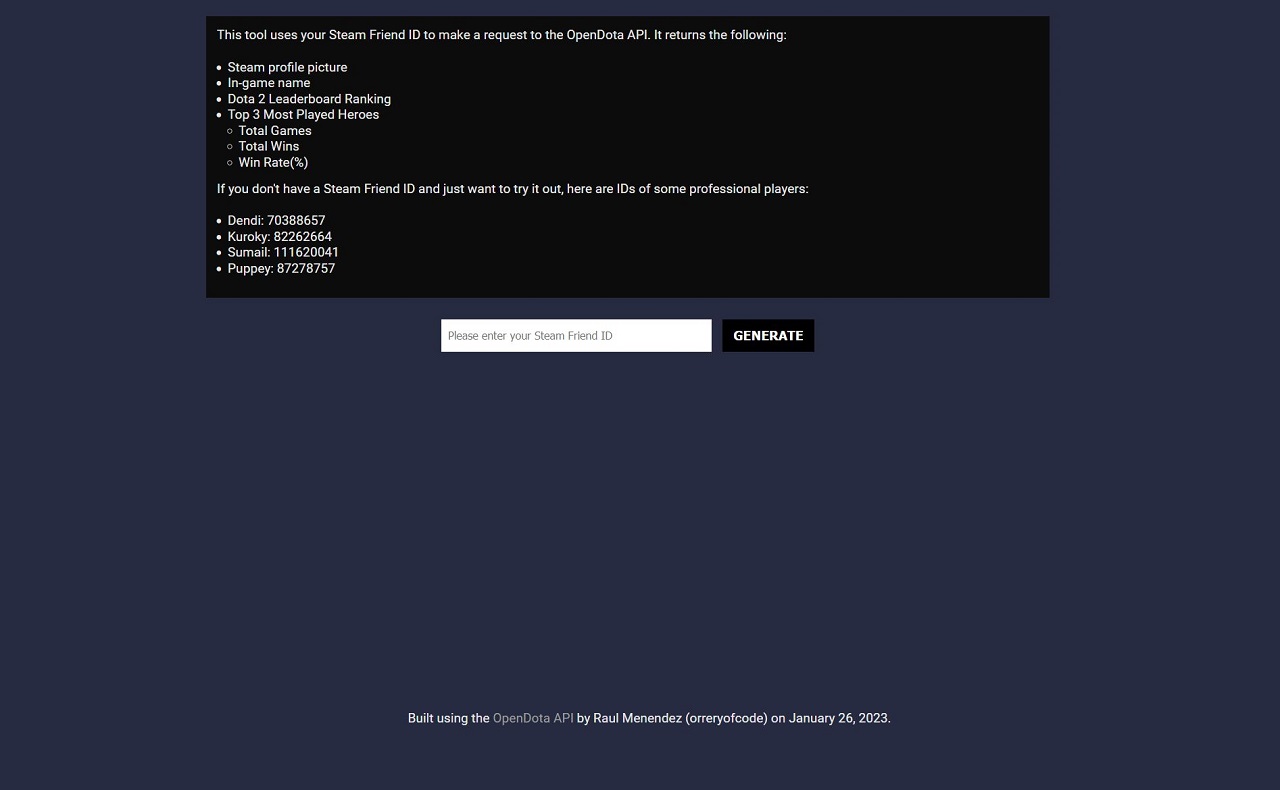 This tool uses your Steam Friend ID to make a request to the OpenDota API. It returns the following:
Steam profile picture
In-game name
Dota 2 Leaderboard Ranking
Top 3 Most Played Heroes
Total Games
Total Wins
Win Rate(%)
If you don't have a Steam Friend ID and just want to try it out, here are IDs of some professional players:
Dendi: 70388657
Kuroky: 82262664
Sumail: 111620041
Puppey: 87278757
Please enter your Steam Friend ID GENERATE
Built using the OpenDota API by Raul Menendez (orreryofcode) on January 26, 2023.